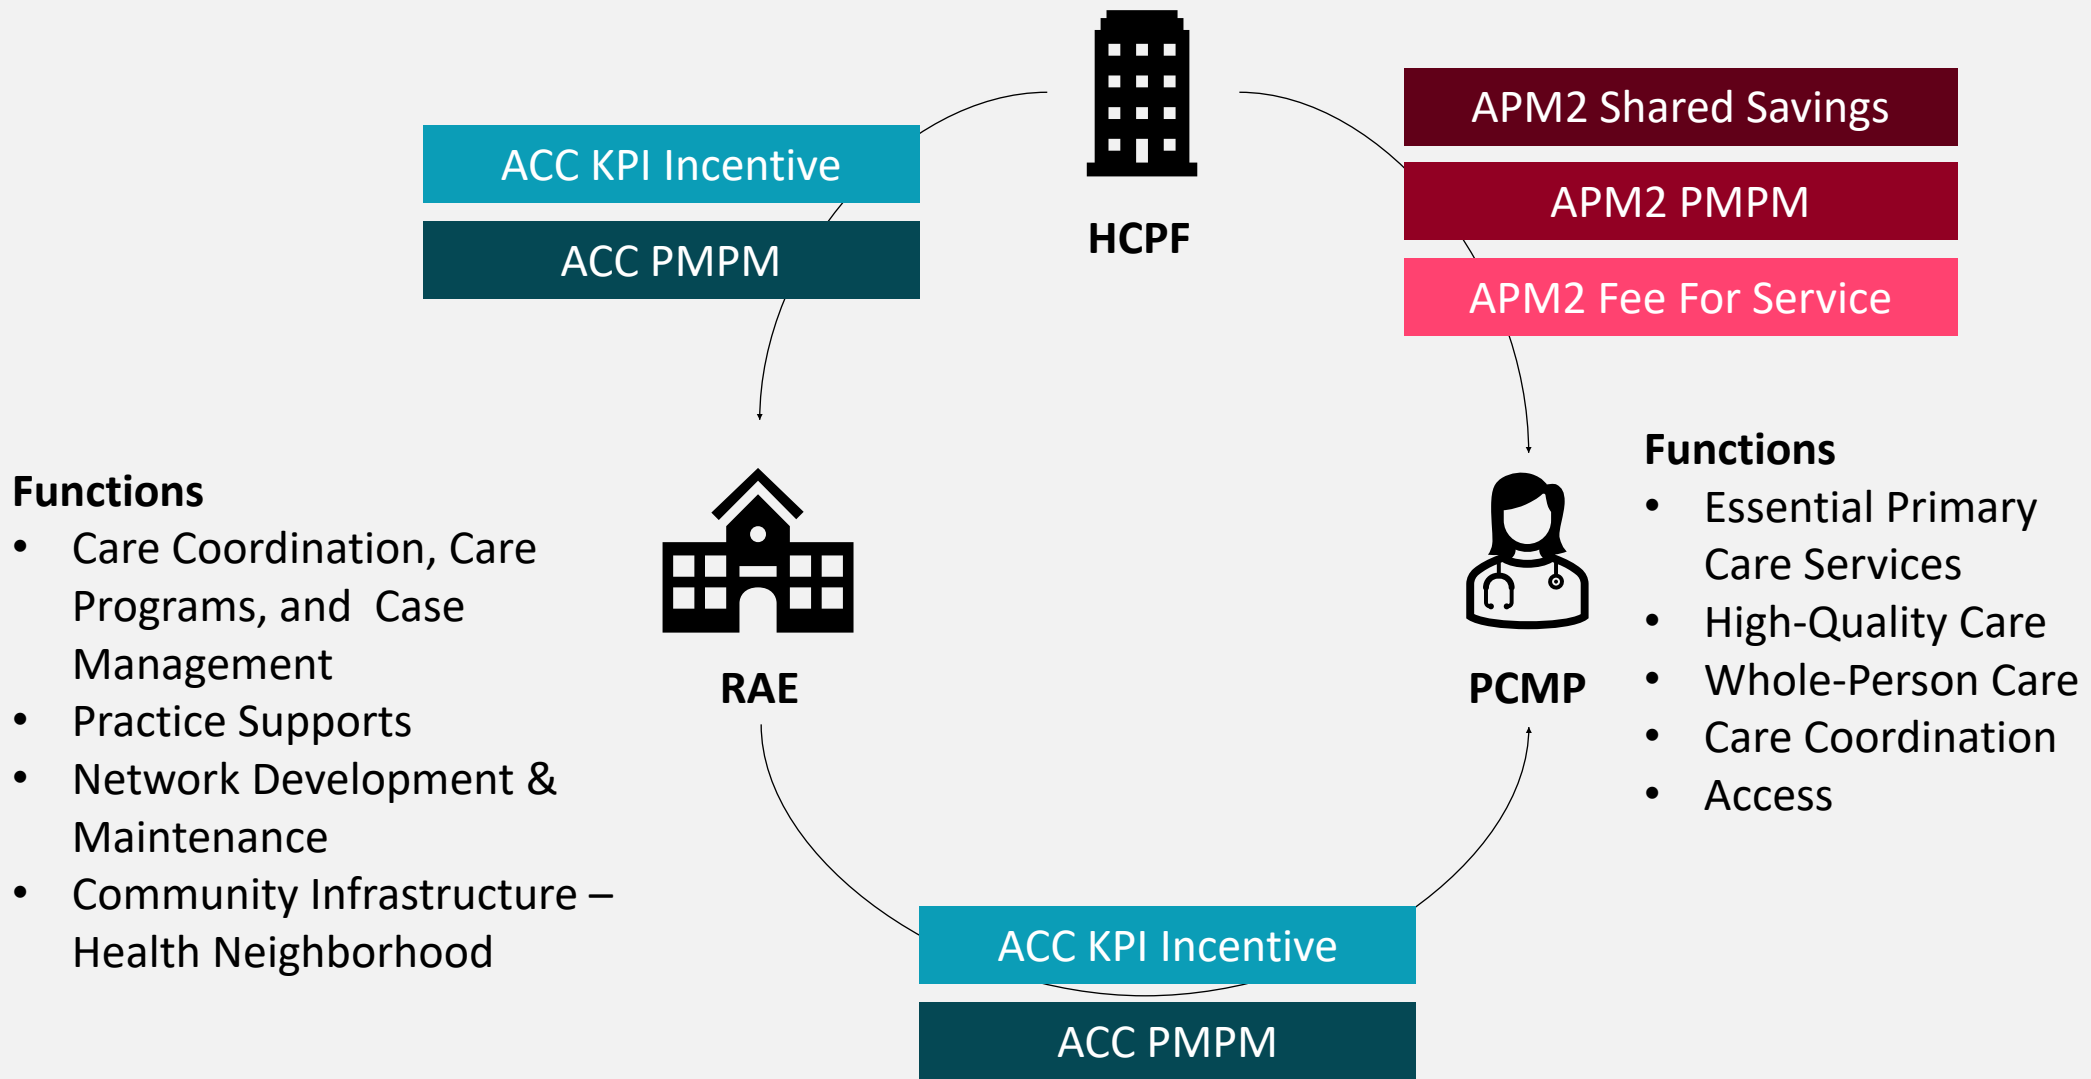 HCPF
ACC KPI Incentive
ACC PMPM
APM2 Shared Savings
APM2 PMPM
APM2 Fee For Service
Functions
• Care Coordination, Care
Programs, and  Case
Management
• Practice Supports
• Network Development &
Maintenance
• Community Infrastructure –
Health Neighborhood
RAE
PCMP
Functions
• Essential Primary
Care Services
• High-Quality Care
• Whole-Person Care
• Care Coordination
• Access
ACC KPI Incentive
ACC PMPM